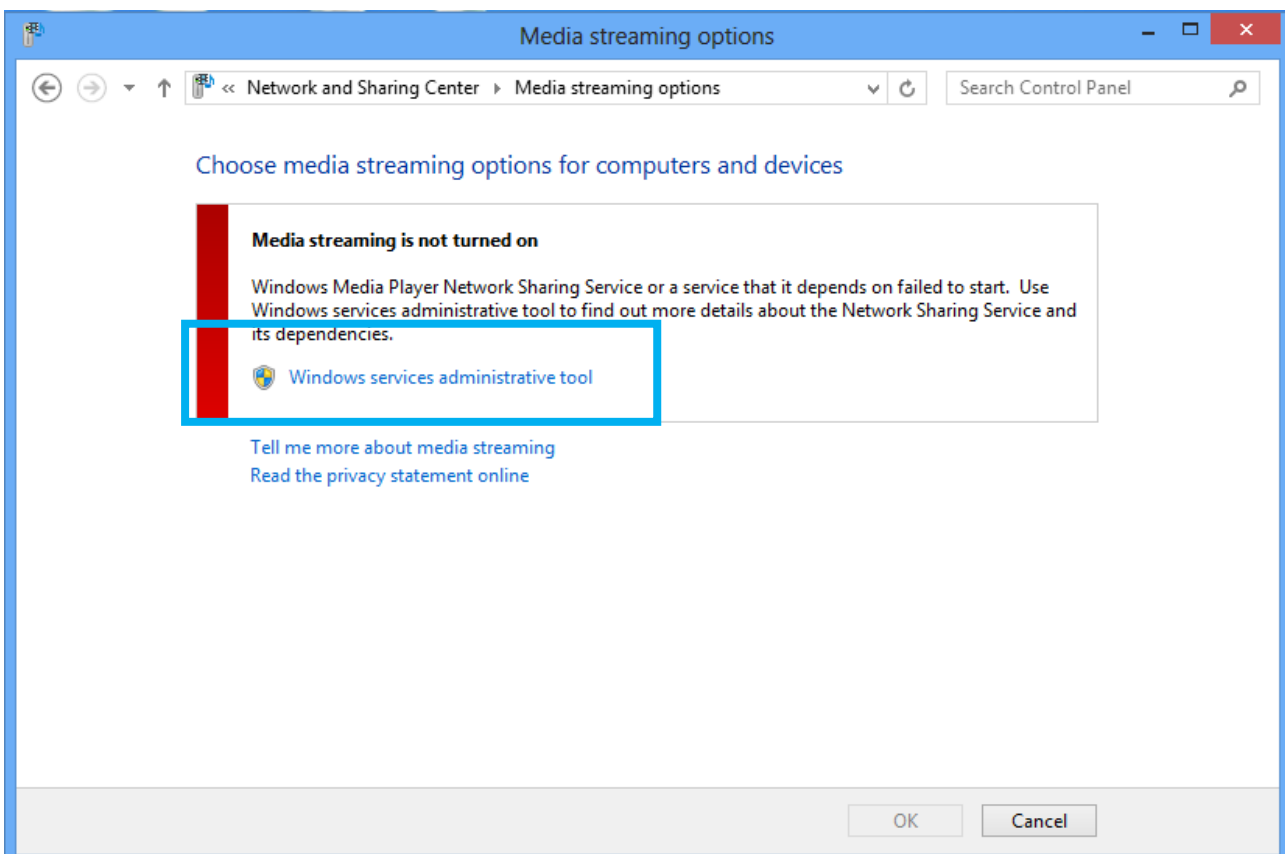 Media streaming options
« Network and Sharing Center ▸ Media streaming options
Search Control Panel
Choose media streaming options for computers and devices
Media streaming is not turned on
Windows Media Player Network Sharing Service or a service that it depends on failed to start.  Use
Windows services administrative tool to find out more details about the Network Sharing Service and
its dependencies.
Windows services administrative tool
Tell me more about media streaming
Read the privacy statement online
OK
Cancel